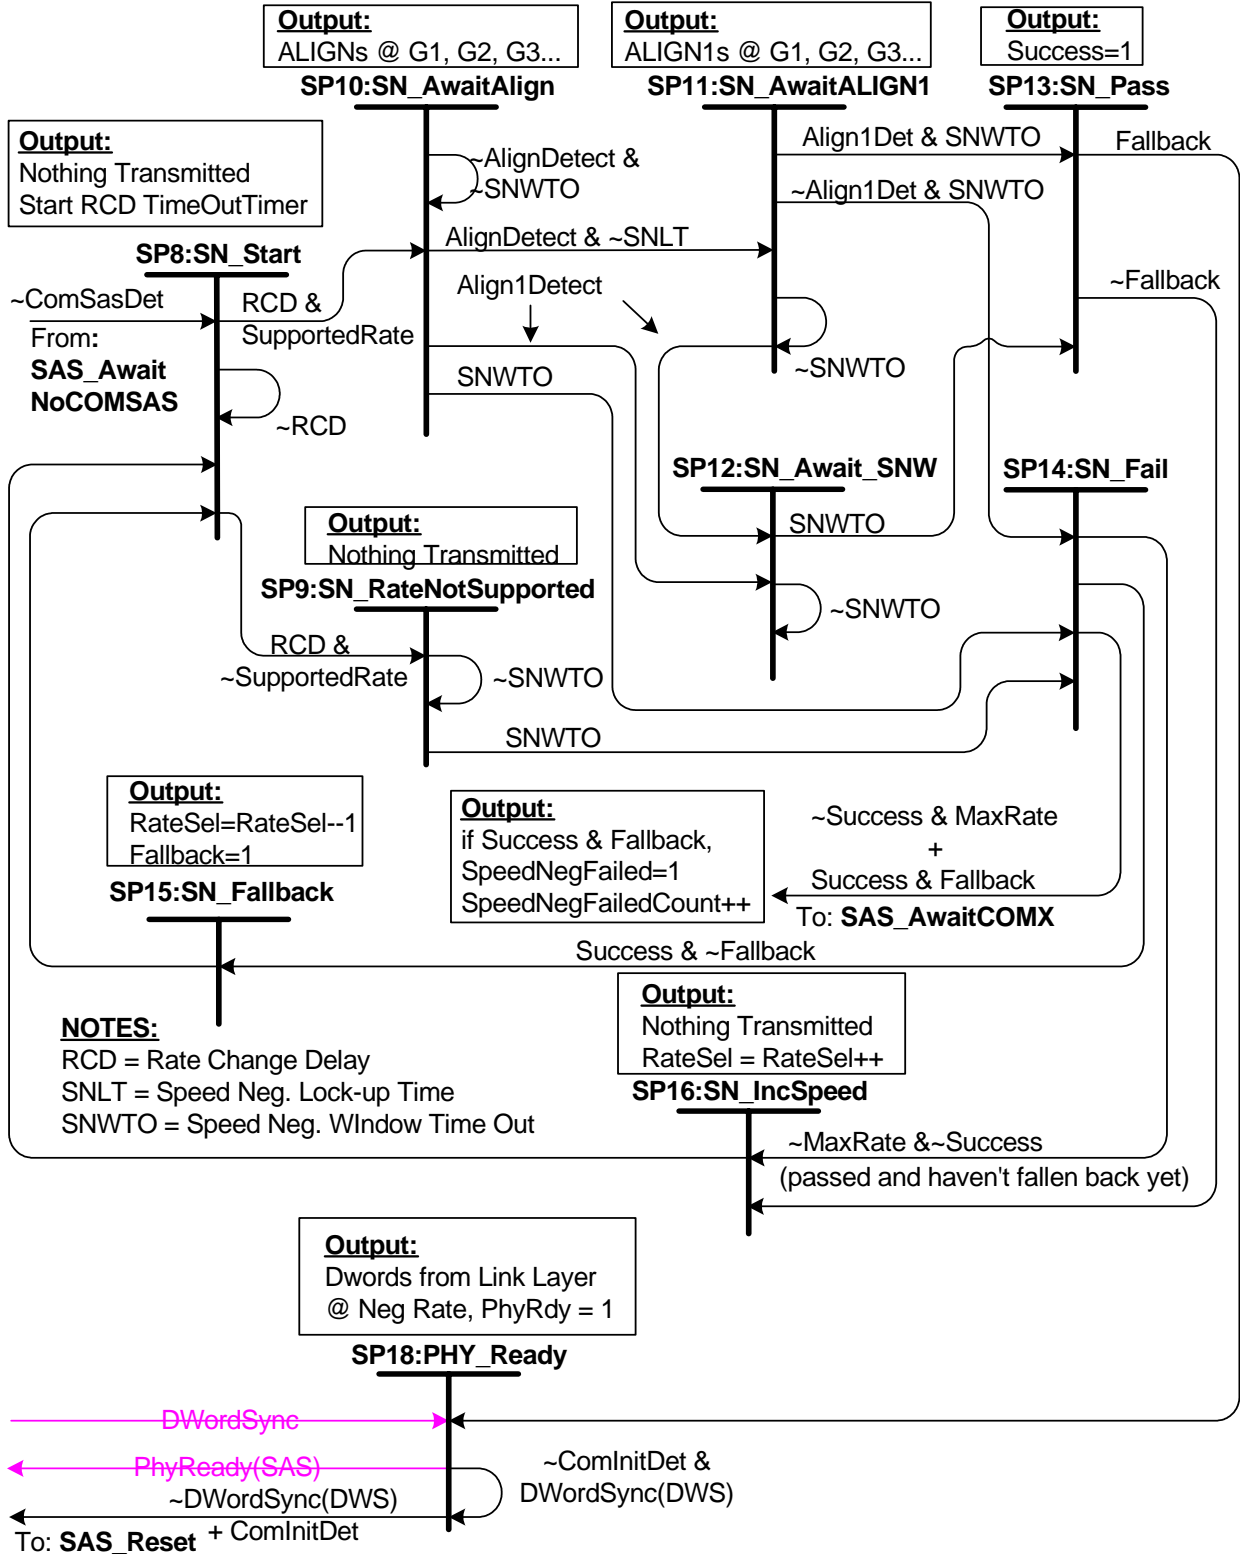 Output:
ALIGNs @ G1, G2, G3...
SP10:SN_AwaitAlign
Output:
ALIGN1s @ G1, G2, G3...
SP11:SN_AwaitALIGN1
Output:
Success=1
SP13:SN_Pass
Output:
Nothing Transmitted
Start RCD TimeOutTimer
SP8:SN_Start
~AlignDetect &
~SNWTO
Align1Det & SNWTO
Fallback
~Align1Det & SNWTO
AlignDetect & ~SNLT
~ComSasDet
From:
SAS_Await
NoCOMSAS
RCD &
SupportedRate
Align1Detect
~Fallback
~RCD
SNWTO
~SNWTO
SP12:SN_Await_SNW
SP14:SN_Fail
SNWTO
~SNWTO
Output:
Nothing Transmitted
SP9:SN_RateNotSupported
RCD &
~SupportedRate
~SNWTO
SNWTO
Output:
RateSel=RateSel--1
Fallback=1
SP15:SN_Fallback
Output:
if Success & Fallback,
SpeedNegFailed=1
SpeedNegFailedCount++
~Success & MaxRate
+
Success & Fallback
To: SAS_AwaitCOMX
Success & ~Fallback
Output:
Nothing Transmitted
RateSel = RateSel++
SP16:SN_IncSpeed
NOTES:
RCD = Rate Change Delay
SNLT = Speed Neg. Lock-up Time
SNWTO = Speed Neg. WIndow Time Out
~MaxRate &~Success
(passed and haven't fallen back yet)
Output:
Dwords from Link Layer
@ Neg Rate, PhyRdy = 1
SP18:PHY_Ready
DWordSync
PhyReady(SAS)
~ComInitDet &
DWordSync(DWS)
~DWordSync(DWS)
+ ComInitDet
To: SAS_Reset